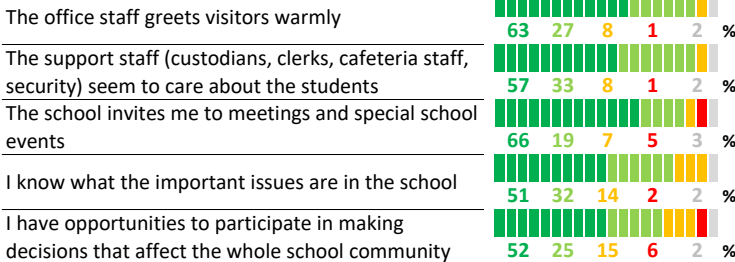 The office staff greets visitors warmly
63 27 8 1 2 %
The support staff (custodians, clerks, cafeteria staff,
security) seem to care about the students
57 33 8 1 2 %
The school invites me to meetings and special school
events
66 19 7 5 3 %
I know what the important issues are in the school
51 32 14 2 2 %
I have opportunities to participate in making
decisions that affect the whole school community
52 25 15 6 2 %